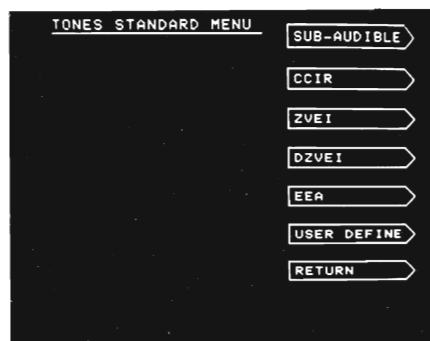 TONES STANDARD MENU
SUB-AUDIBLE
CCIR
ZVEI
DZVEI
EEA
USER DEFINE
RETURN